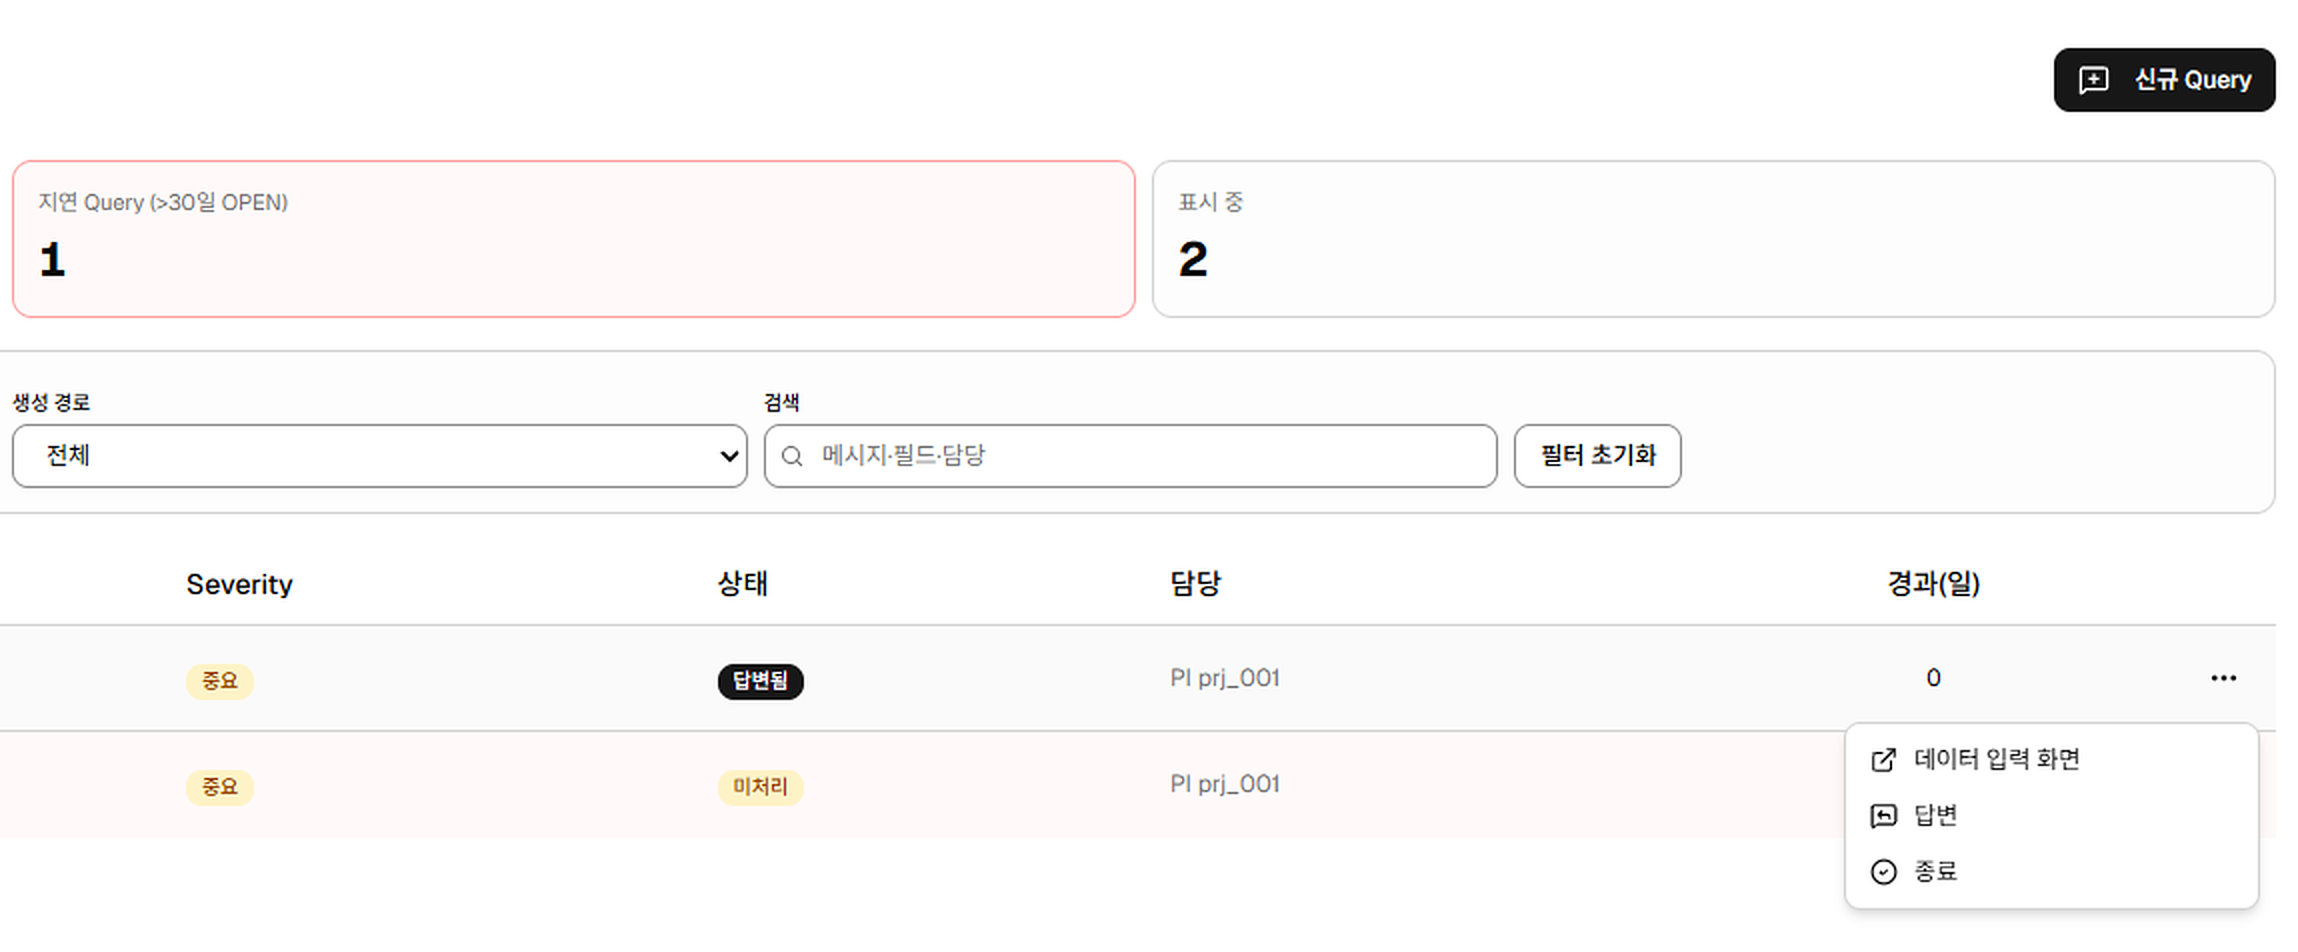 신규 Query
지연 Query (>30일 OPEN)
1
표시 중
2
생성 경로
검색
전체
메시지·필드·담당
필터 초기화
Severity 상태 담당 경과(일)
중요 답변됨 PI prj_001 0
중요 미처리 PI prj_001
데이터 입력 화면
답변
종료